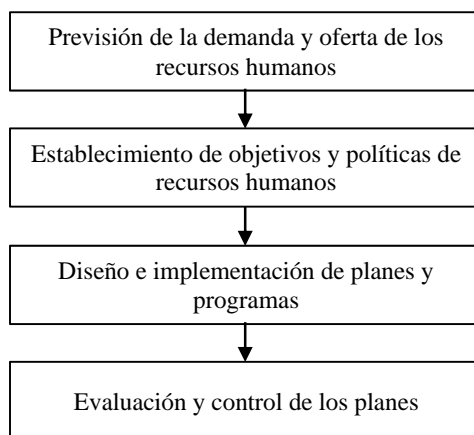 Previsión de la demanda y oferta de los
recursos humanos
Establecimiento de objetivos y políticas de
recursos humanos
Diseño e implementación de planes y
programas
Evaluación y control de los planes